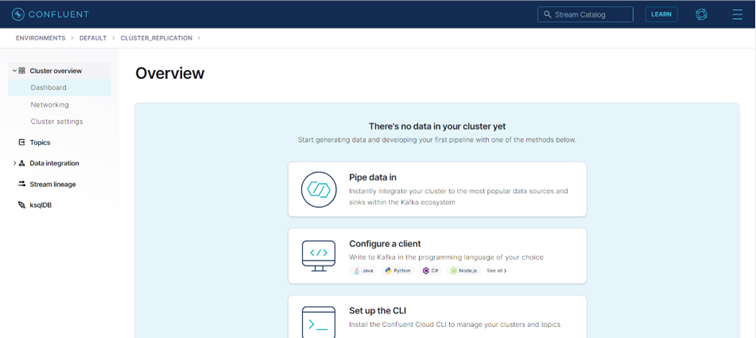 CONFLUENT
Stream Catalog
LEARN
ENVIRONMENTS > DEFAULT > CLUSTER_REPLICATION >
Cluster overview
Dashboard
Networking
Cluster settings
Topics
Data integration
Stream lineage
ksqlDB
Overview
There's no data in your cluster yet
Start generating data and developing your first pipeline with one of the methods below.
Pipe data in
Instantly integrate your cluster to the most popular data sources and
sinks within the Kafka ecosystem
Configure a client
Write to Kafka in the programming language of your choice
Java Python C# Node.js See all >
Set up the CLI
Install the Confluent Cloud CLI to manage your clusters and topics